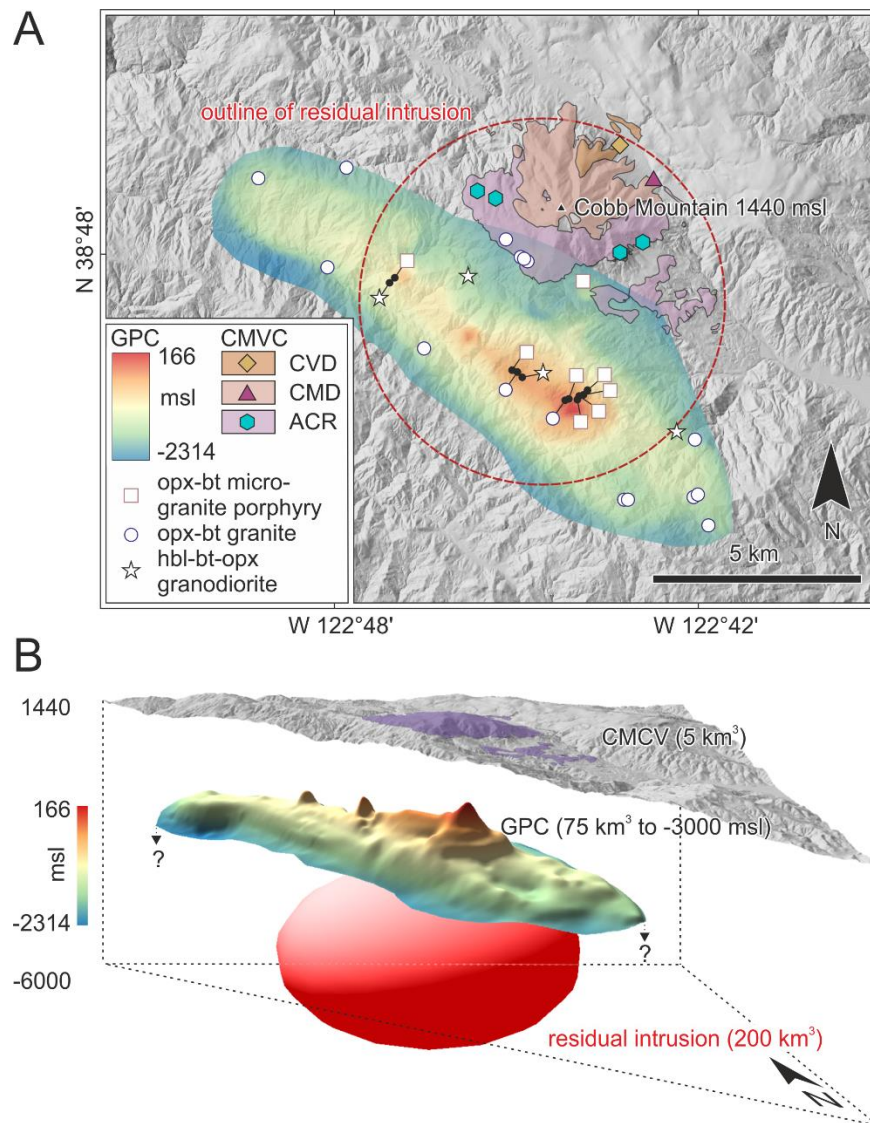 A
outline of residual intrusion
Cobb Mountain 1440 msl
N 38°48'
GPC
CMVC
166
msl
-2314
CVD
CMD
ACR
opx-bt micro-
granite porphyry
opx-bt granite
hbl-bt-opx
granodiorite
N
5 km
W 122°48'
W 122°42'
B
1440
CMCV (5 km³)
166
msl
-2314
GPC (75 km³ to -3000 msl)
?
?
-6000
residual intrusion (200 km³)
N